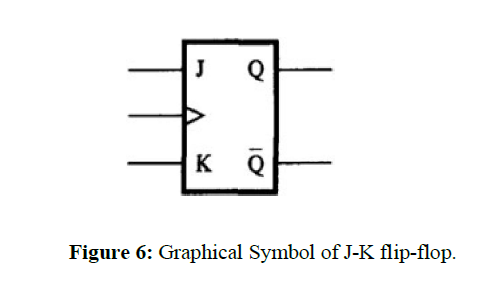 J Q
K Q̅
Figure 6: Graphical Symbol of J-K flip-flop.